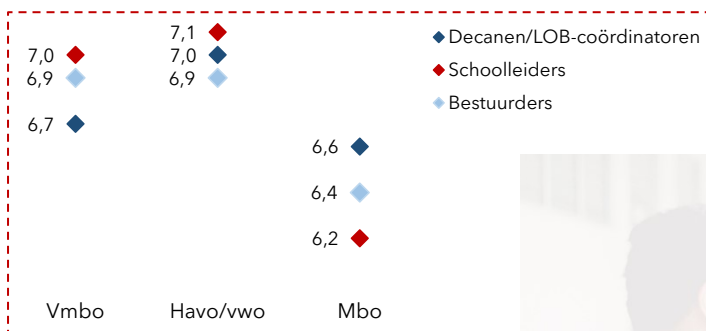 7,1
Decanen/LOB-coördinatoren
7,0
7,0
Schoolleiders
6,9
6,9
Bestuurders
6,7
6,6
6,4
6,2
Vmbo
Havo/vwo
Mbo